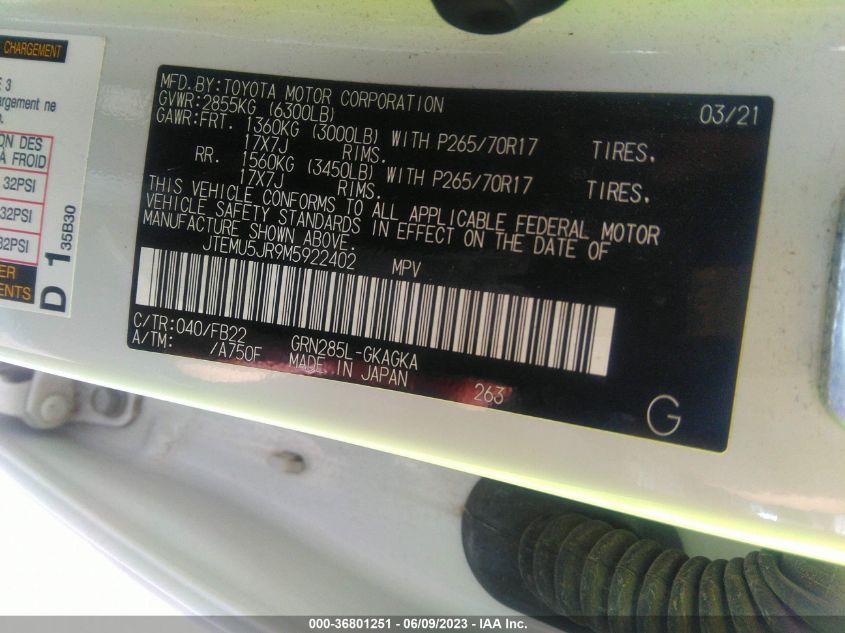 CHARGEMENT
E 3
argement ne
to.
ION DES
À FROID
32PSI
32PSI
32PSI
ER
ENTS
D 1
35B30
MFD.BY:TOYOTA MOTOR CORPORATION 03/21
GVWR:2855KG (6300LB)
GAWR:FRT. 1360KG (3000LB) WITH P265/70R17 TIRES,
17X7J RIMS.
RR. 1560KG (3450LB) WITH P265/70R17 TIRES,
17X7J RIMS.
THIS VEHICLE CONFORMS TO ALL APPLICABLE FEDERAL MOTOR
VEHICLE SAFETY STANDARDS IN EFFECT ON THE DATE OF
MANUFACTURE SHOWN ABOVE.
JTEMU5JR9M5922402 MPV
C/TR:040/FB22 GRN285L-GKAGKA
A/TM: /A750F MADE IN JAPAN 263
G
000-36801251 - 06/09/2023 - IAA Inc.